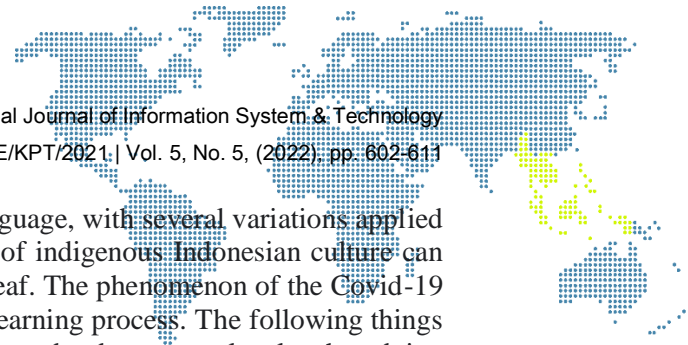 al Journal of Information System & Technology
E/KPT/2021 | Vol. 5, No. 5, (2022), pp. 602-611
guage, with several variations applied
of indigenous Indonesian culture can
eaf. The phenomenon of the Covid-19
earning process. The following things